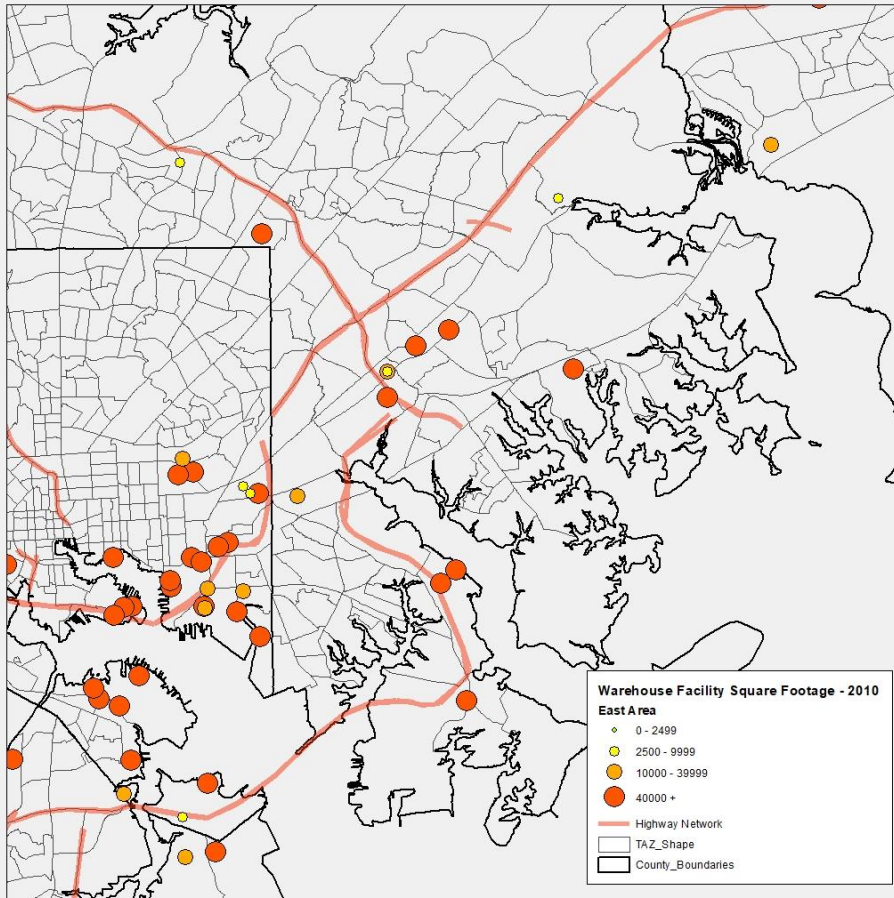 Warehouse Facility Square Footage - 2010
East Area
0 - 2499
2500 - 9999
10000 - 39999
40000 +
Highway Network
TAZ_Shape
County_Boundaries